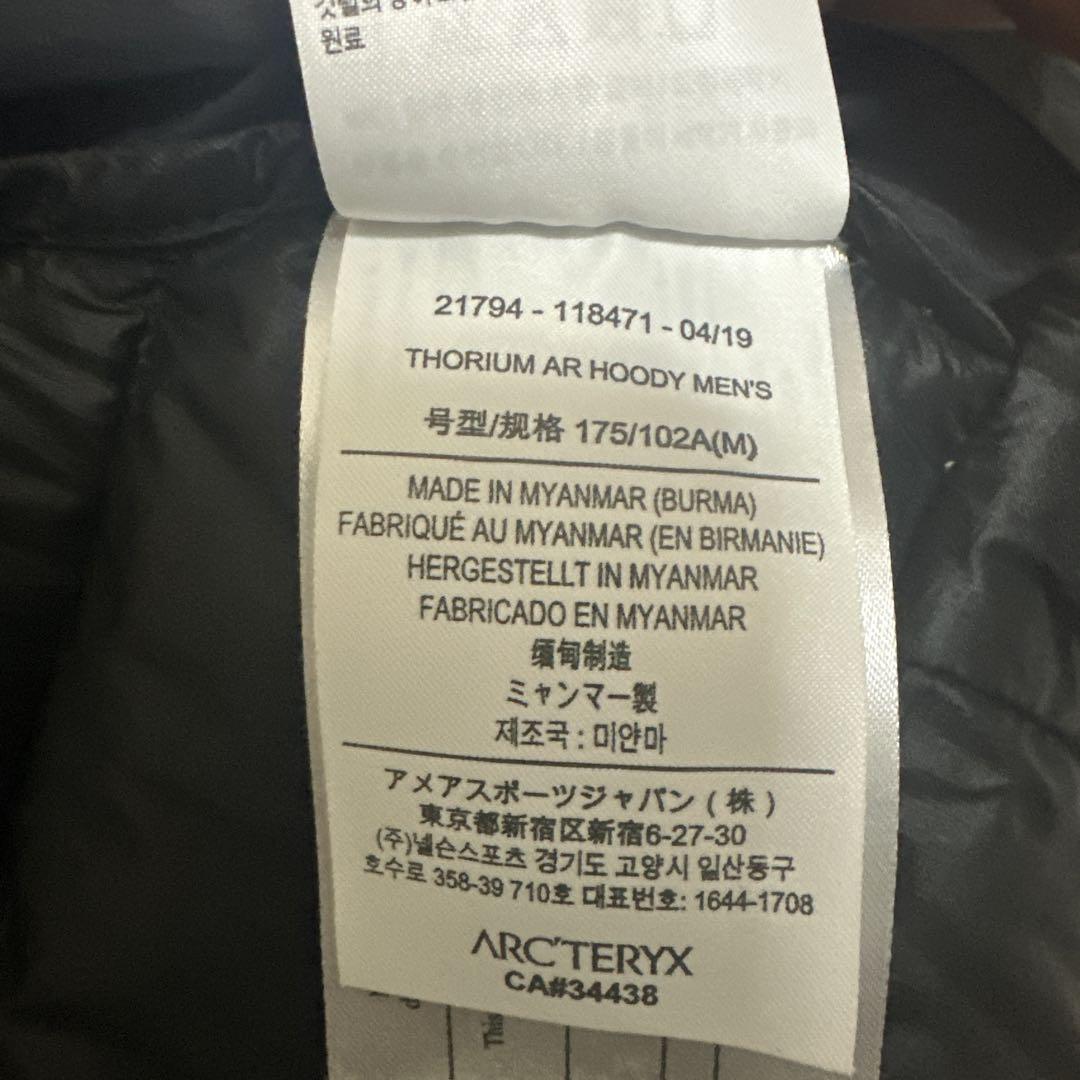 원료
21794 - 118471 - 04/19
THORIUM AR HOODY MEN'S
号型/规格 175/102A(M)
MADE IN MYANMAR (BURMA)
FABRIQUÉ AU MYANMAR (EN BIRMANIE)
HERGESTELLT IN MYANMAR
FABRICADO EN MYANMAR
缅甸制造
ミャンマー製
제조국 : 미얀마
アメアスポーツジャパン ( 株 )
東京都新宿区新宿6-27-30
(주)넬슨스포츠 경기도 고양시 일산동구
호수로 358-39 710호 대표번호: 1644-1708
ARC'TERYX
CA#34438
This